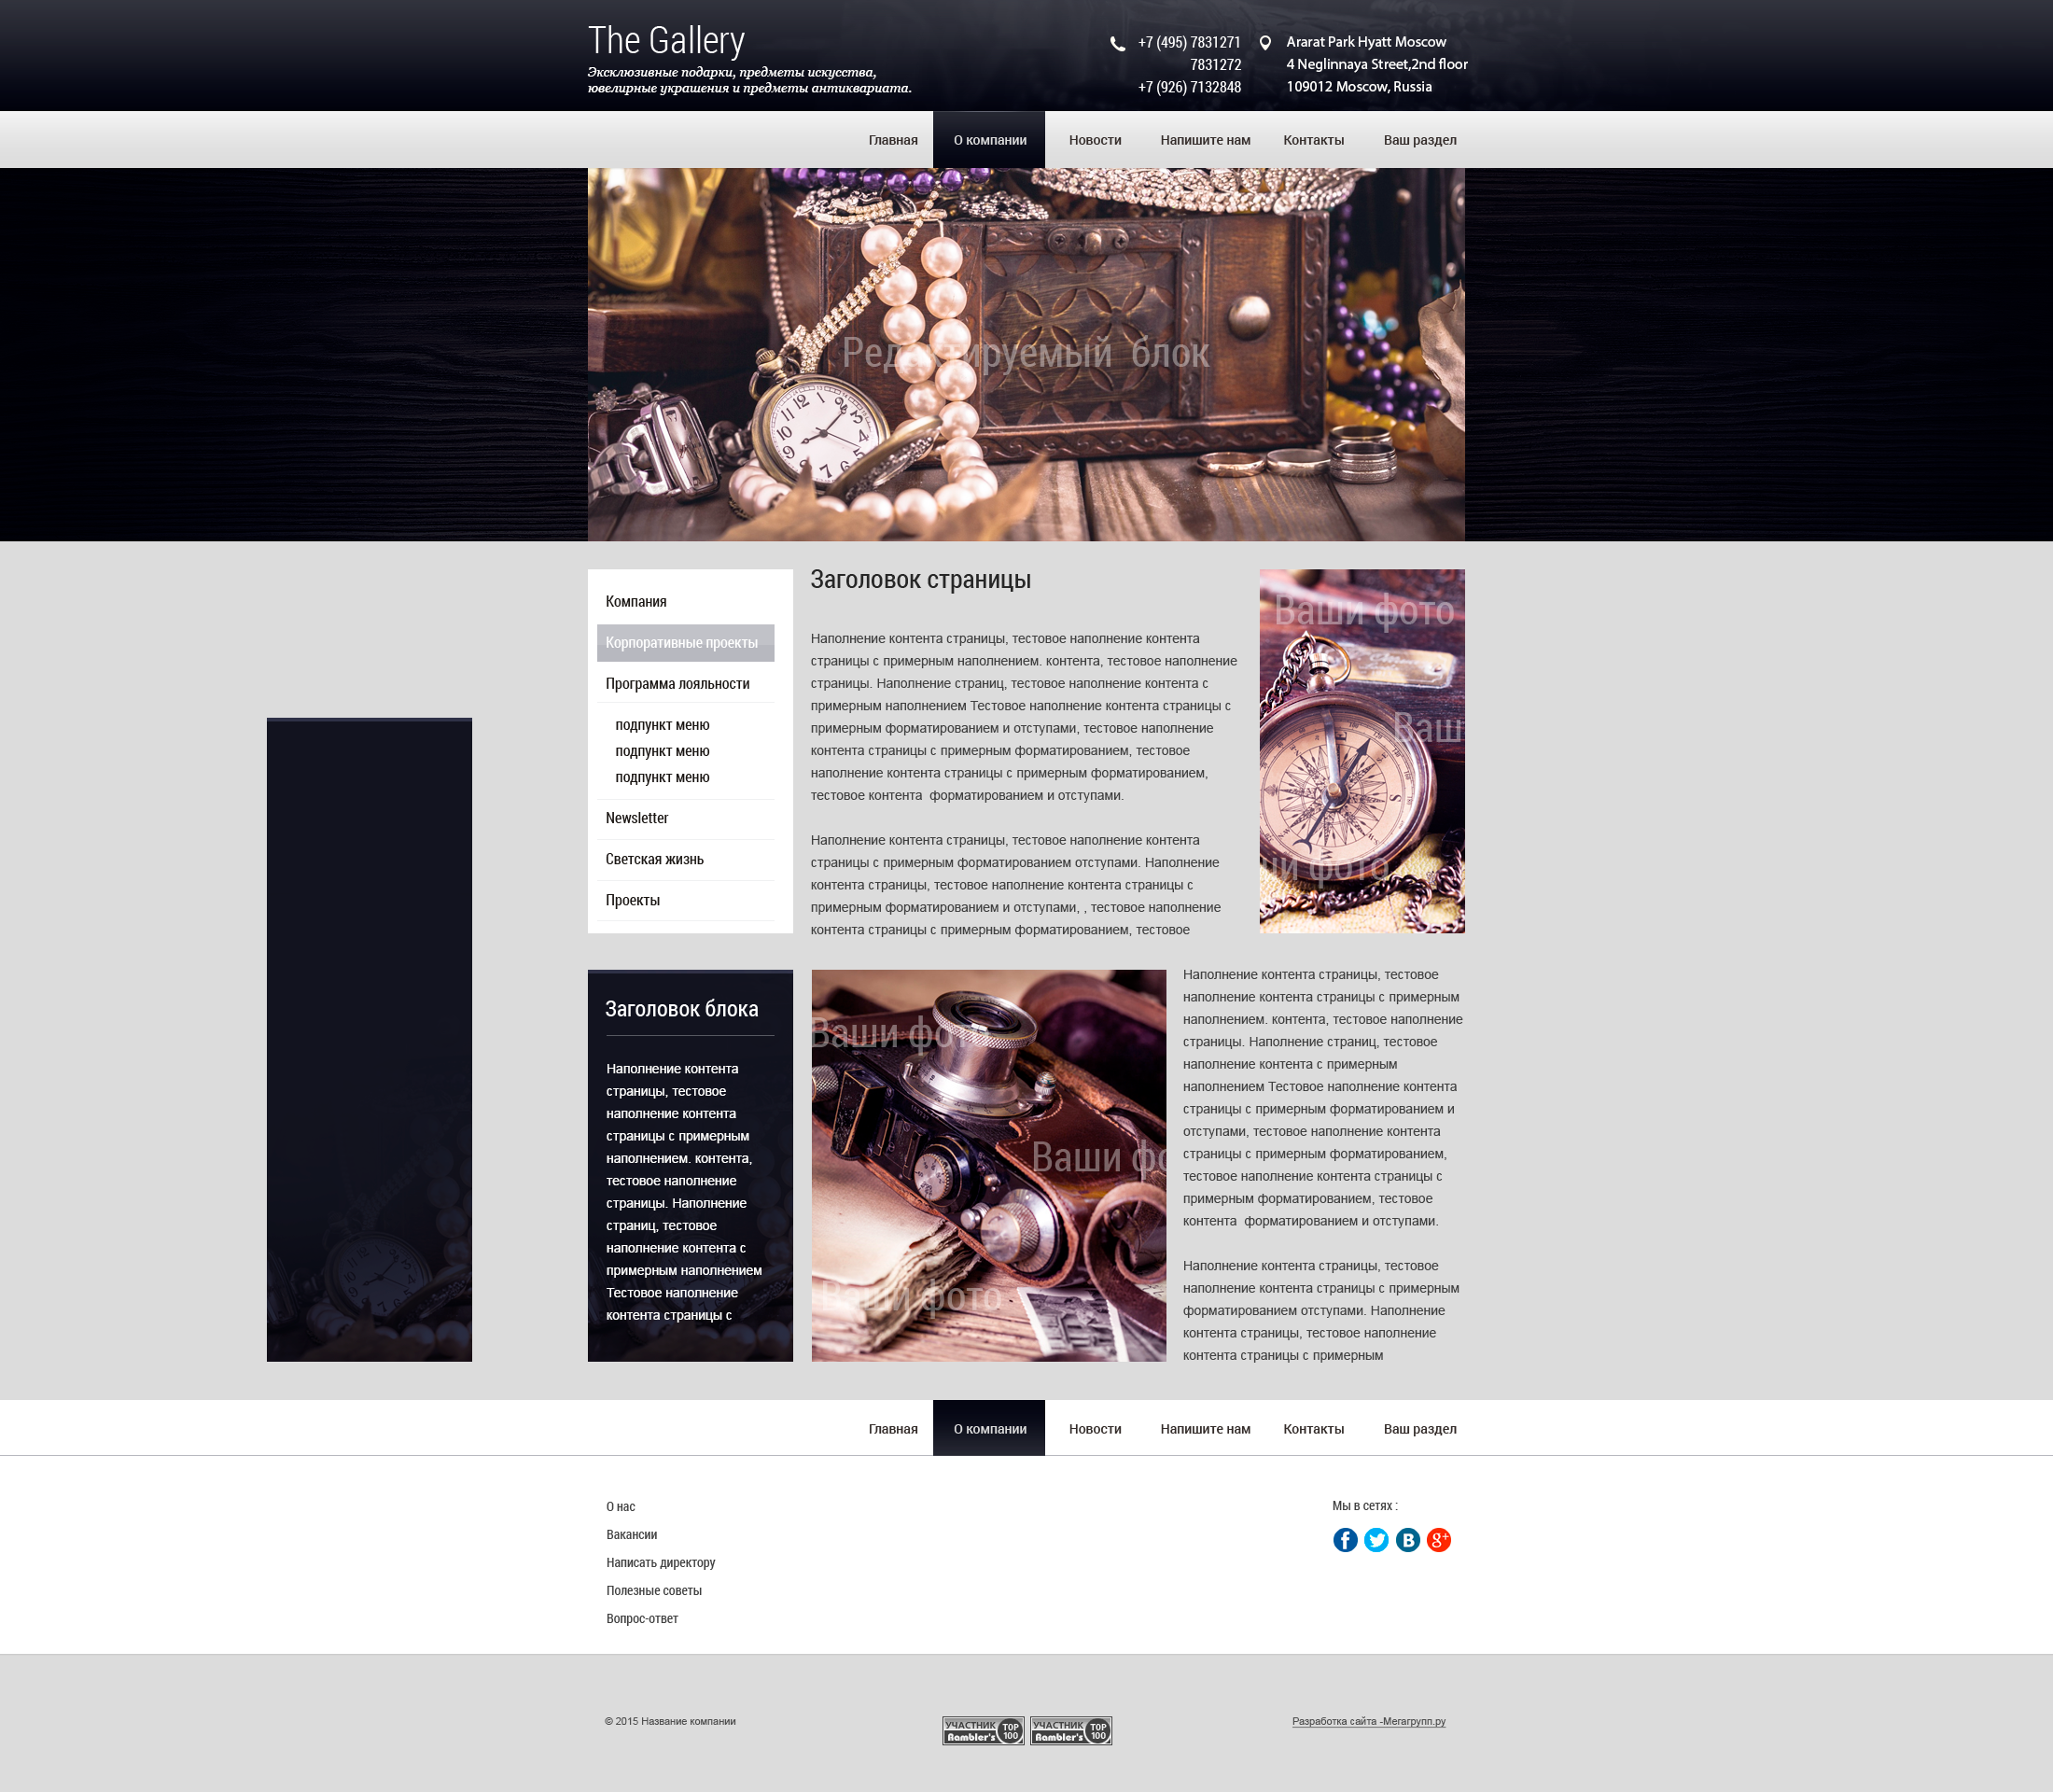 The Gallery
Эксклюзивные подарки, предметы искусства,
ювелирные украшения и предметы антиквариата.
+7 (495) 7831271
7831272
+7 (926) 7132848
Ararat Park Hyatt Moscow
4 Neglinnaya Street,2nd floor
109012 Moscow, Russia
Главная О компании Новости Напишите нам Контакты Ваш раздел
Редактируемый блок
Компания
Корпоративные проекты
Программа лояльности
подпункт меню
подпункт меню
подпункт меню
Newsletter
Светская жизнь
Проекты
Заголовок страницы
Наполнение контента страницы, тестовое наполнение контента
страницы с примерным наполнением. контента, тестовое наполнение
страницы. Наполнение страниц, тестовое наполнение контента с
примерным наполнением Тестовое наполнение контента страницы с
примерным форматированием и отступами, тестовое наполнение
контента страницы с примерным форматированием, тестовое
наполнение контента страницы с примерным форматированием,
тестовое контента  форматированием и отступами.
Наполнение контента страницы, тестовое наполнение контента
страницы с примерным форматированием отступами. Наполнение
контента страницы, тестовое наполнение контента страницы с
примерным форматированием и отступами, , тестовое наполнение
контента страницы с примерным форматированием, тестовое
Ваши фото
Ваш
ши фото
Заголовок блока
Наполнение контента
страницы, тестовое
наполнение контента
страницы с примерным
наполнением. контента,
тестовое наполнение
страницы. Наполнение
страниц, тестовое
наполнение контента с
примерным наполнением
Тестовое наполнение
контента страницы с
Ваши фото
Ваши фо
Ваши фото
Наполнение контента страницы, тестовое
наполнение контента страницы с примерным
наполнением. контента, тестовое наполнение
страницы. Наполнение страниц, тестовое
наполнение контента с примерным
наполнением Тестовое наполнение контента
страницы с примерным форматированием и
отступами, тестовое наполнение контента
страницы с примерным форматированием,
тестовое наполнение контента страницы с
примерным форматированием, тестовое
контента  форматированием и отступами.
Наполнение контента страницы, тестовое
наполнение контента страницы с примерным
форматированием отступами. Наполнение
контента страницы, тестовое наполнение
контента страницы с примерным
Главная О компании Новости Напишите нам Контакты Ваш раздел
О нас
Вакансии
Написать директору
Полезные советы
Вопрос-ответ
Мы в сетях :
© 2015 Название компании
УЧАСТНИК
Rambler's
TOP
100
УЧАСТНИК
Rambler's
TOP
100
Разработка сайта -Мегагрупп.ру